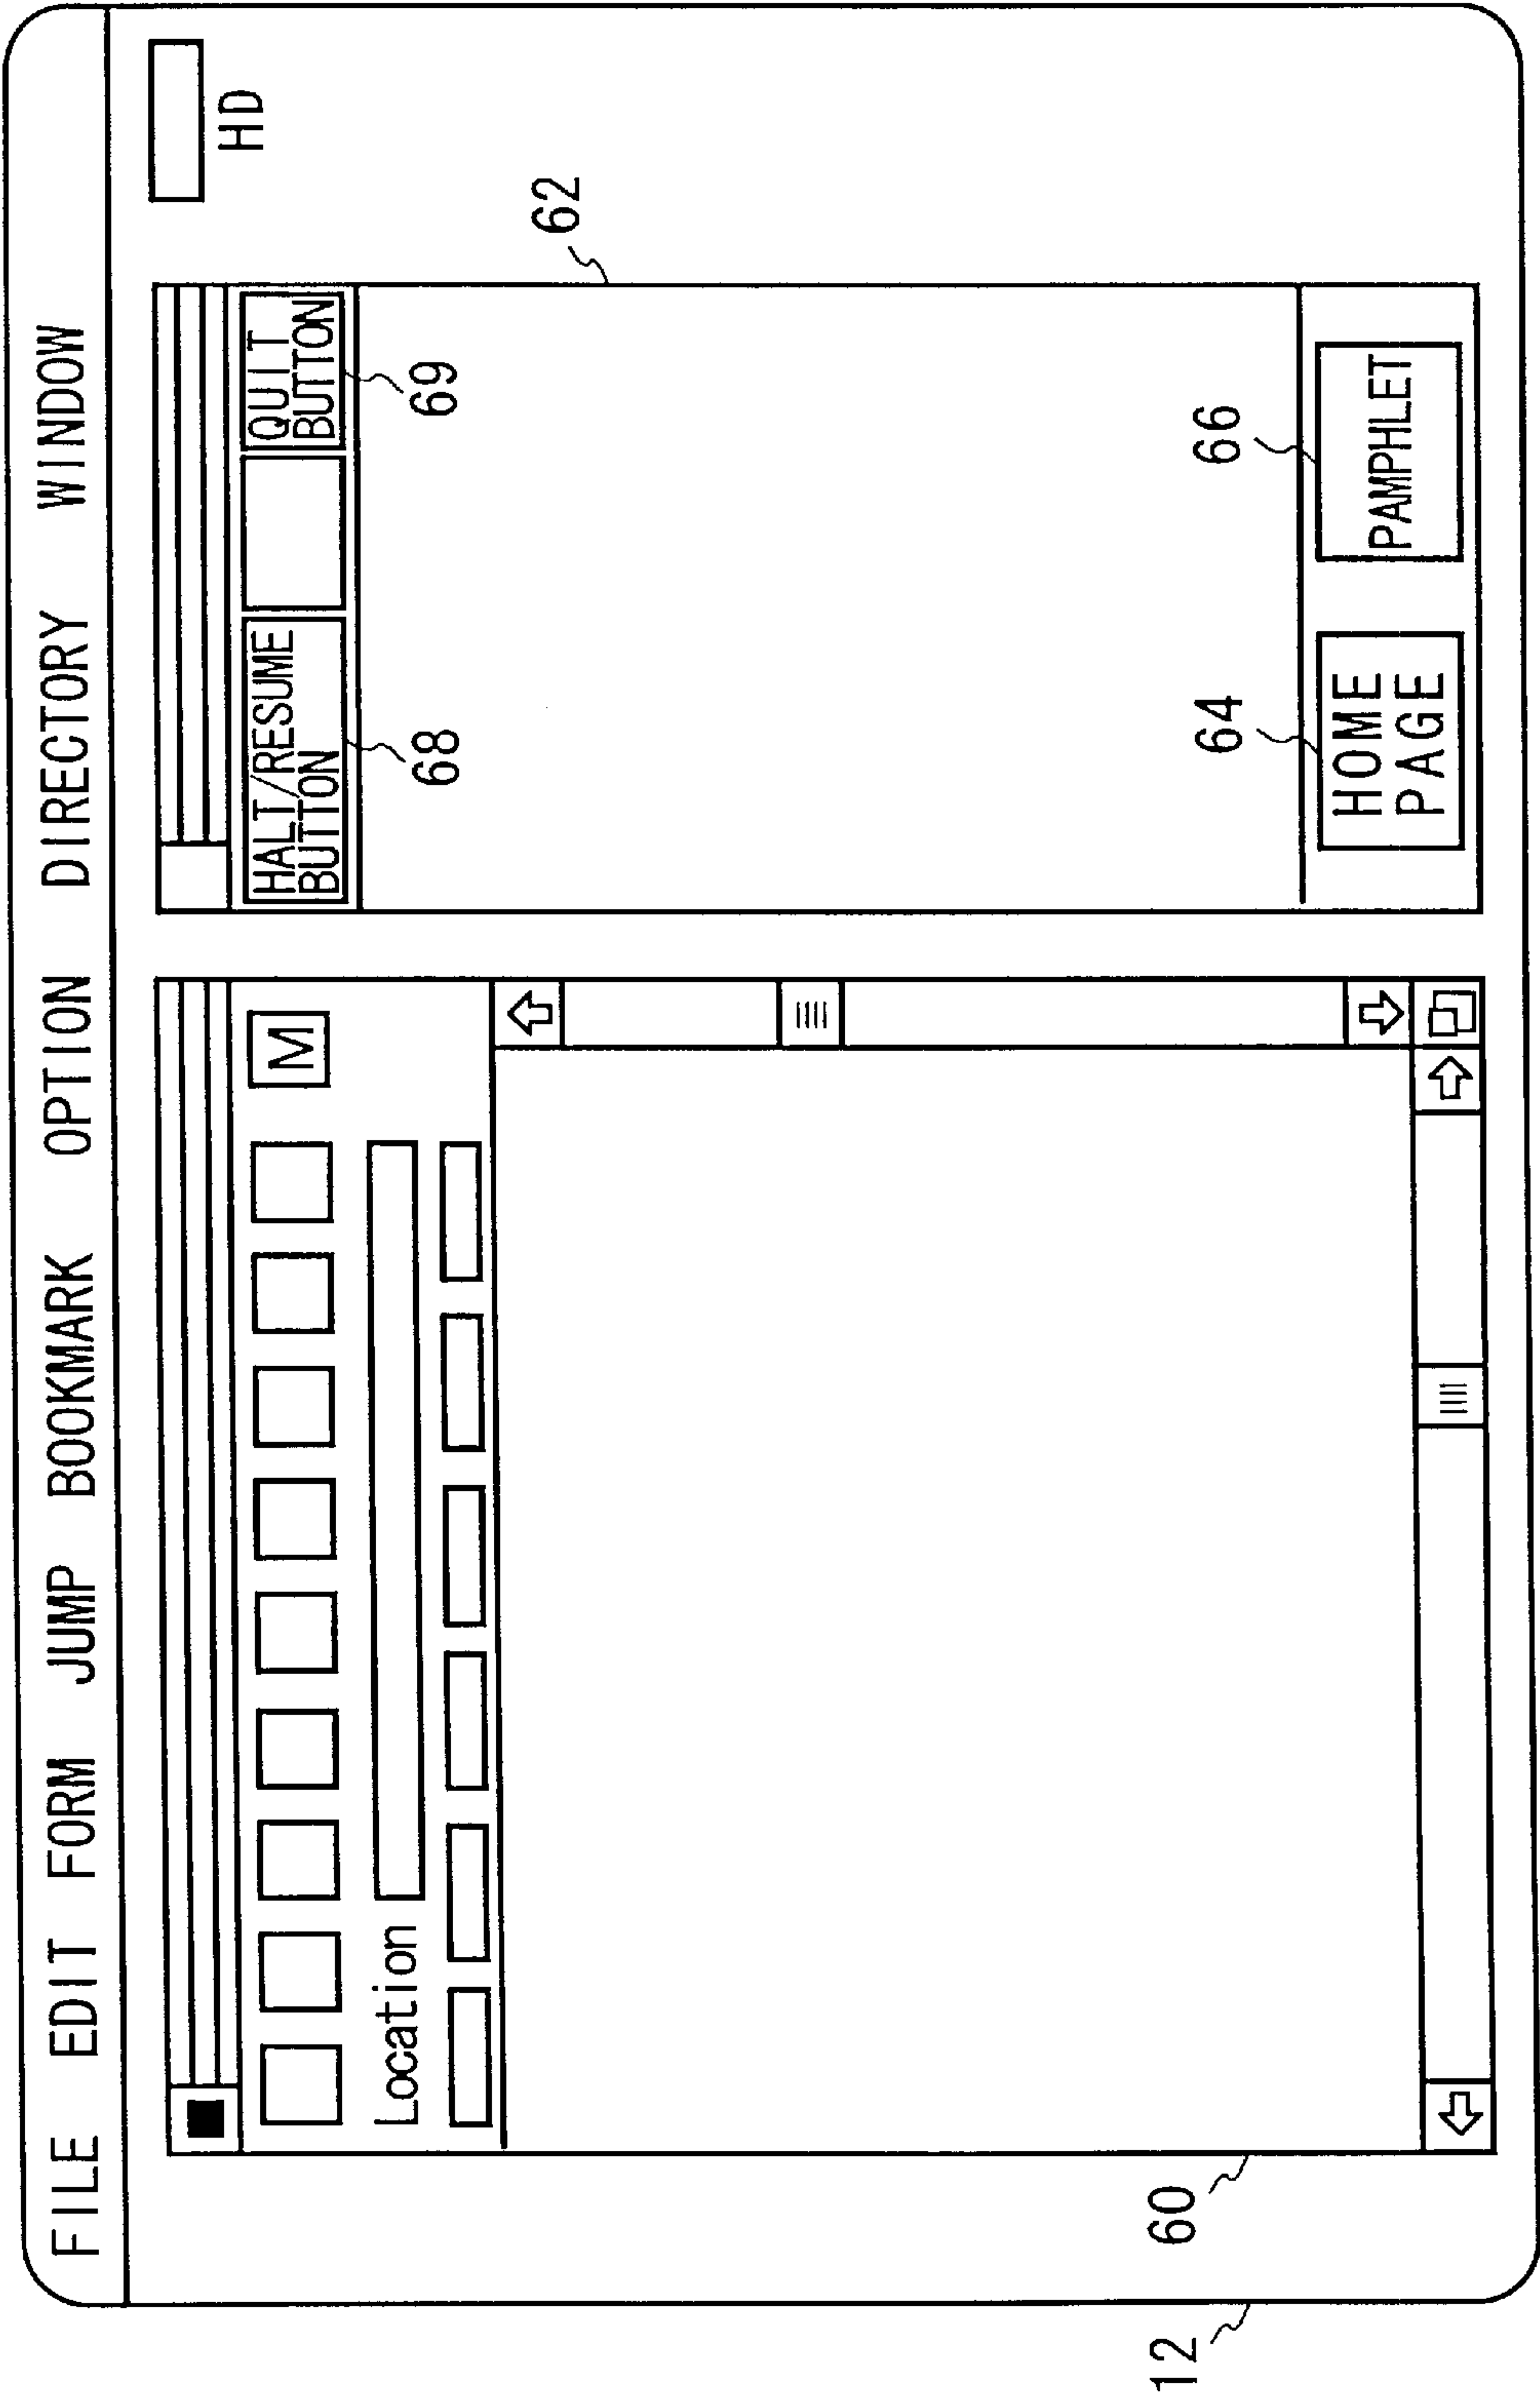 FILE EDIT FORM JUMP BOOKMARK OPTION DIRECTORY WINDOW
HD
M
Location
HALT/RESUME
BUTTON
QUIT
BUTTON
68
69
62
64
66
HOME
PAGE
PAMPHLET
60
12